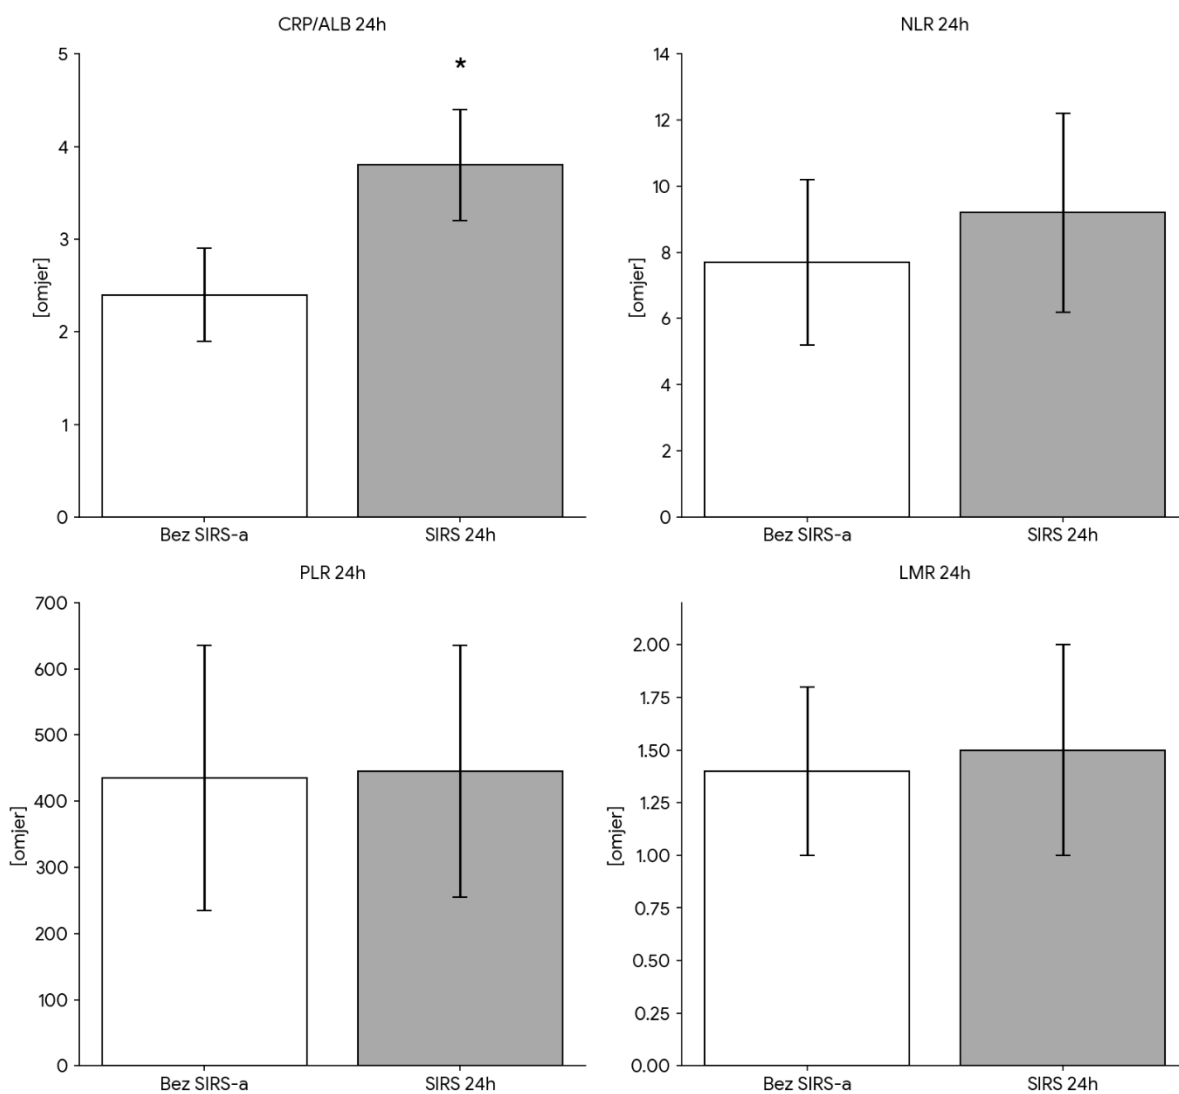 CRP/ALB 24h
5
4
3
2
1
0
[omjer]
*
Bez SIRS-a
SIRS 24h
NLR 24h
14
12
10
8
6
4
2
0
[omjer]
Bez SIRS-a
SIRS 24h
PLR 24h
700
600
500
400
300
200
100
0
[omjer]
Bez SIRS-a
SIRS 24h
LMR 24h
2.00
1.75
1.50
1.25
1.00
0.75
0.50
0.25
0.00
[omjer]
Bez SIRS-a
SIRS 24h